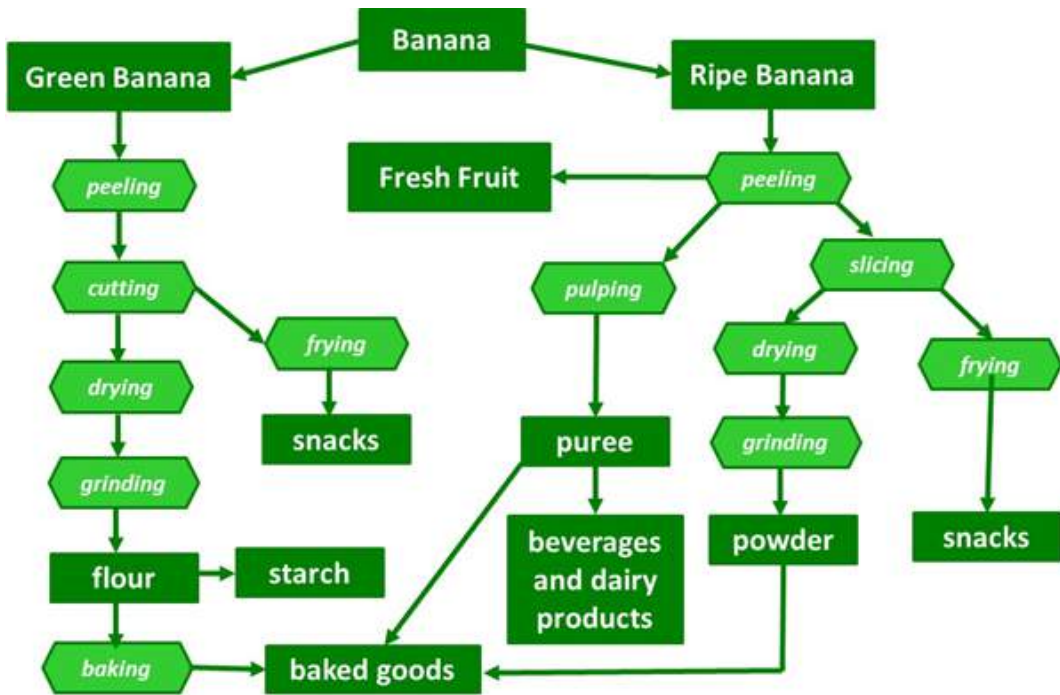 Banana
Green Banana
Ripe Banana
peeling
Fresh Fruit
peeling
cutting
pulping
slicing
frying
drying
frying
drying
snacks
puree
grinding
grinding
beverages
and dairy
products
powder
snacks
flour
starch
baking
baked goods